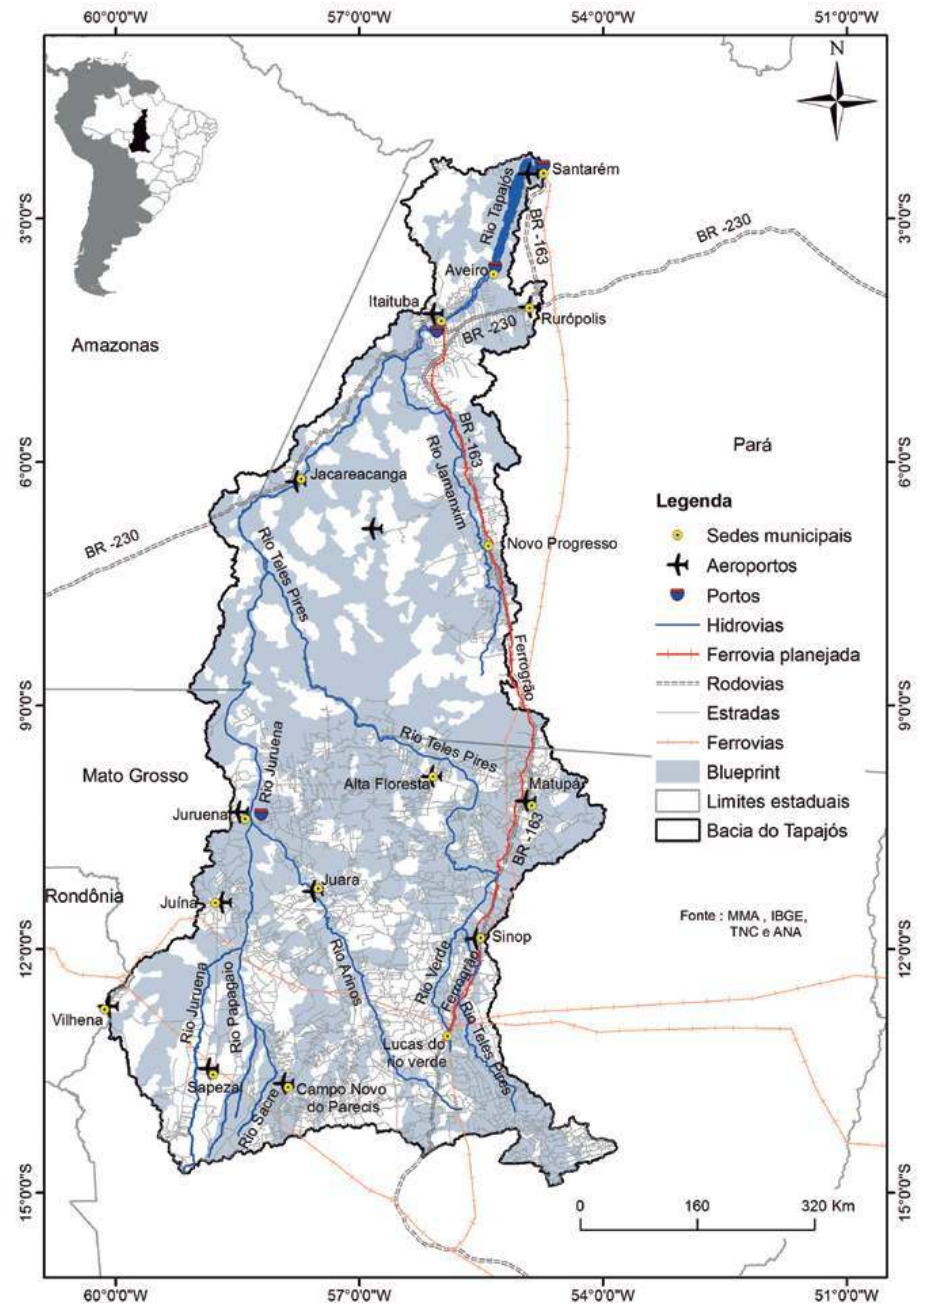 60°0'0"W
57°0'0"W
54°0'0"W
51°0'0"W
N
3°0'0"S
6°0'0"S
9°0'0"S
12°0'0"S
15°0'0"S
3°0'0"S
6°0'0"S
9°0'0"S
12°0'0"S
15°0'0"S
Santarém
Rio Tapajós
BR -163
BR -230
Aveiro
Itaituba
BR -230
Rurópolis
Amazonas
Pará
BR -163
Rio Jamanxim
Jacareacanga
BR -230
Novo Progresso
Rio Teles Pires
Ferrogrão
Rio Teles Pires
Mato Grosso
Rio Juruena
Alta Floresta
Matupá
Juruena
BR -163
Rondônia
Juína
Juara
Sinop
Rio Arinos
Rio Verde
Ferrogrão
Rio Juruena
Rio Papagaio
Vilhena
Rio Teles Pires
Lucas do
rio verde
Sapezal
Rio Sacre
Campo Novo
do Parecis
Legenda
Sedes municipais
Aeroportos
Portos
Hidrovias
Ferrovia planejada
Rodovias
Estradas
Ferrovias
Blueprint
Limites estaduais
Bacia do Tapajós
Fonte : MMA , IBGE,
TNC e ANA
0 160 320 Km
60°0'0"W
57°0'0"W
54°0'0"W
51°0'0"W